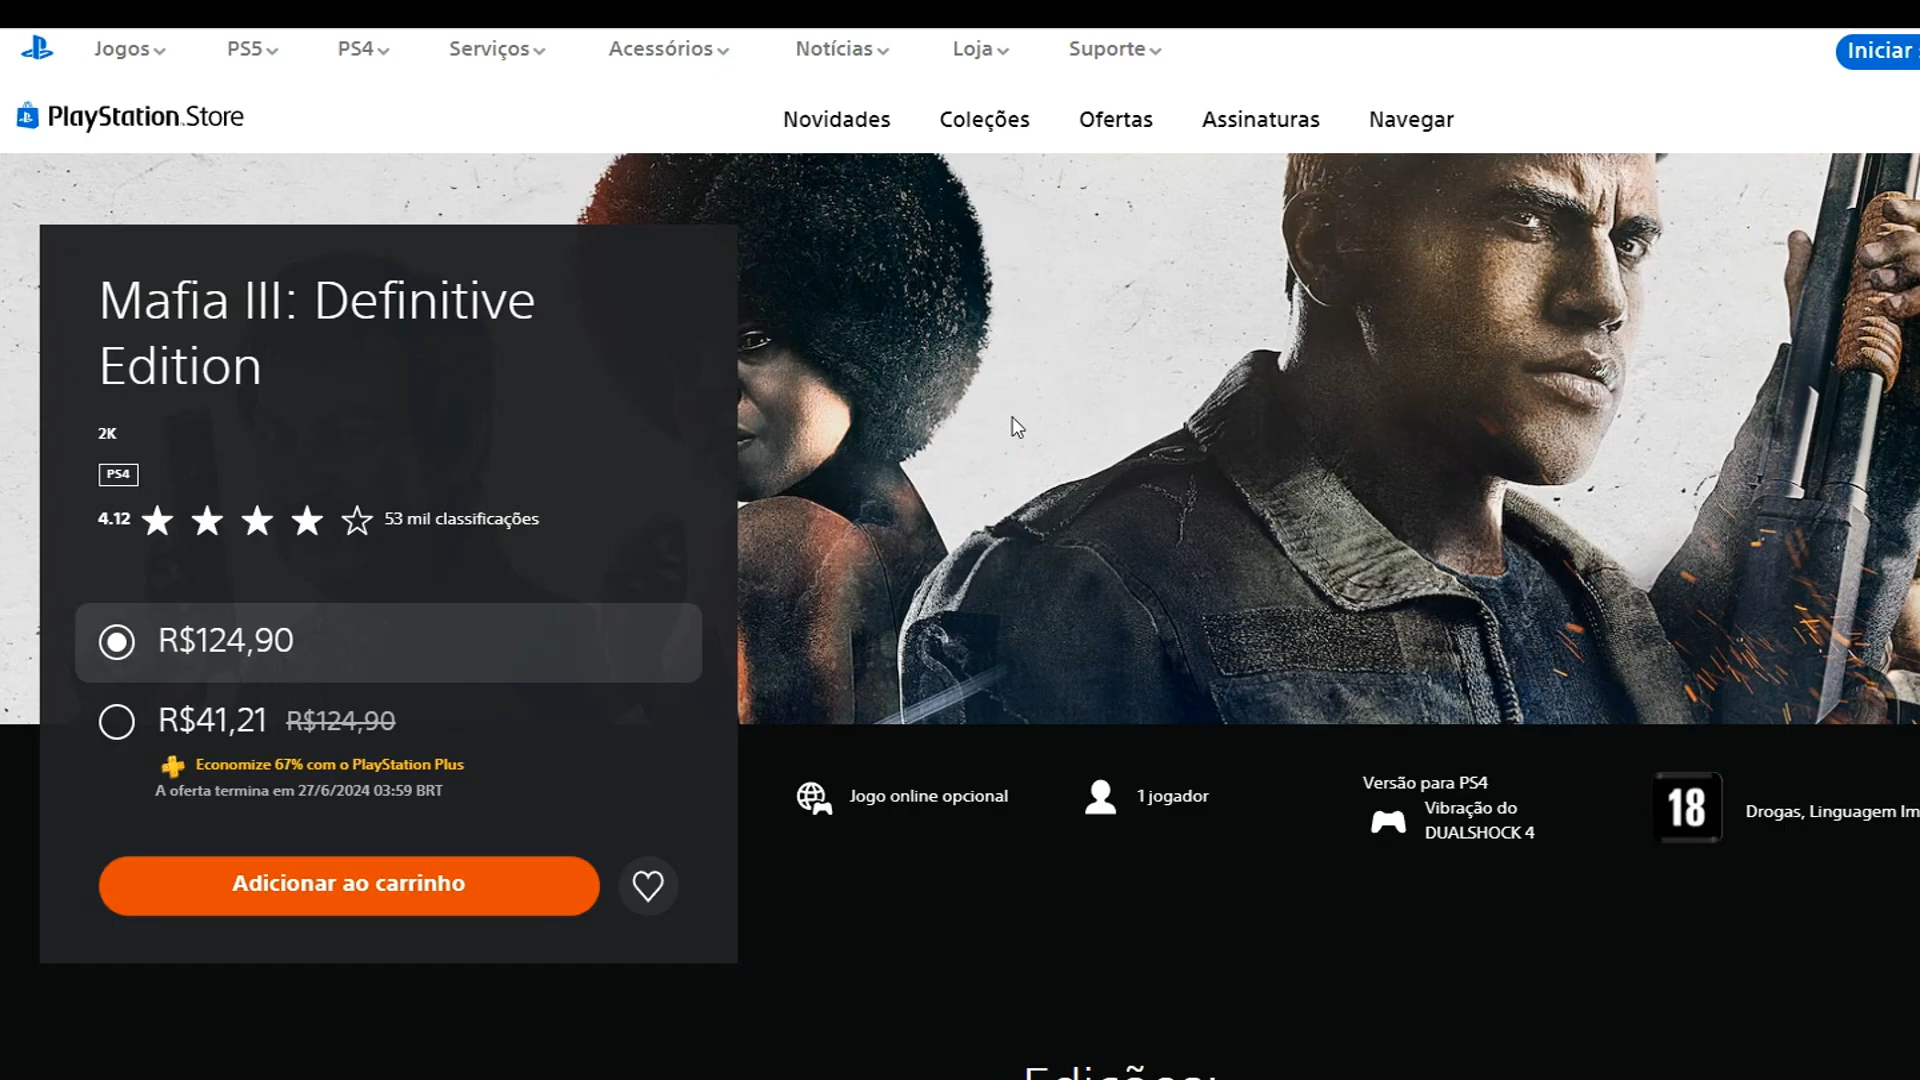 Jogos PS5 PS4 Serviços Acessórios Notícias Loja Suporte Iniciar
PlayStation Store
Novidades Coleções Ofertas Assinaturas Navegar
Mafia III: Definitive
Edition
2K
PS4
4.12 53 mil classificações
R$124,90
R$41,21 R$124,90
Economize 67% com o PlayStation Plus
A oferta termina em 27/6/2024 03:59 BRT
Adicionar ao carrinho
Jogo online opcional
1 jogador
Versão para PS4
Vibração do
DUALSHOCK 4
18
Drogas, Linguagem Im
Edições: